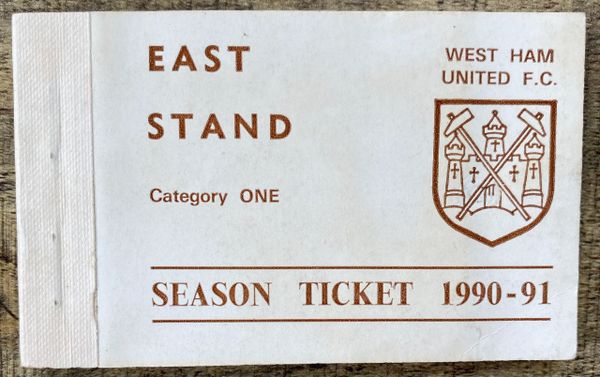 EAST
STAND
Category ONE
WEST HAM
UNITED F.C.
SEASON TICKET 1990-91